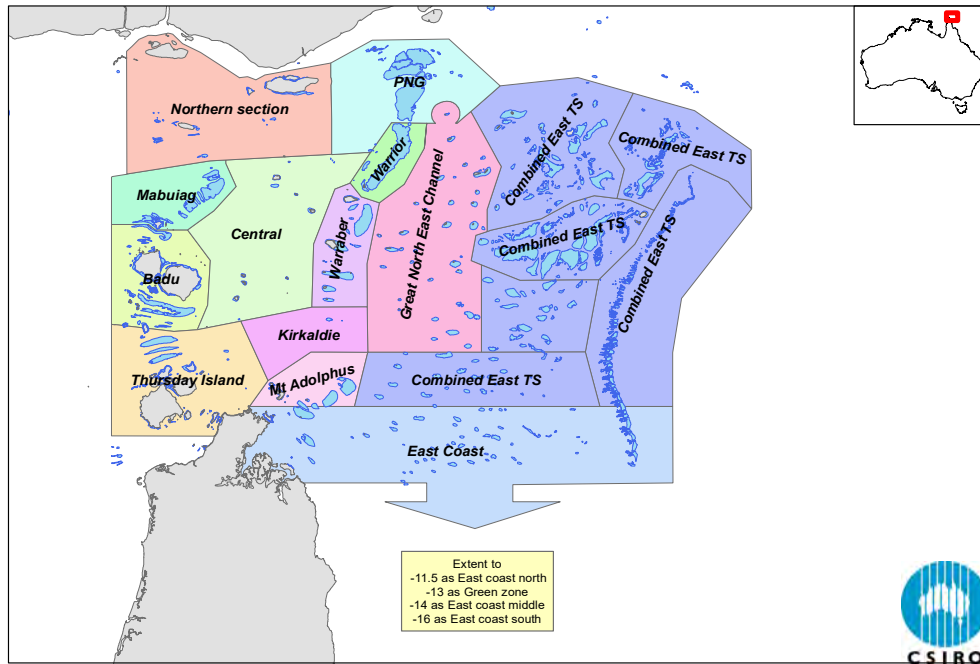 PNG
Northern section
Combined East TS
Combined East TS
Warrior
Great North East Channel
Mabuiag
Central
Warraber
Combined East TS
Combined East TS
Badu
Kirkaldie
Thursday Island
Mt Adolphus
Combined East TS
East Coast
Extent to
-11.5 as East coast north
-13 as Green zone
-14 as East coast middle
-16 as East coast south
CSIRO